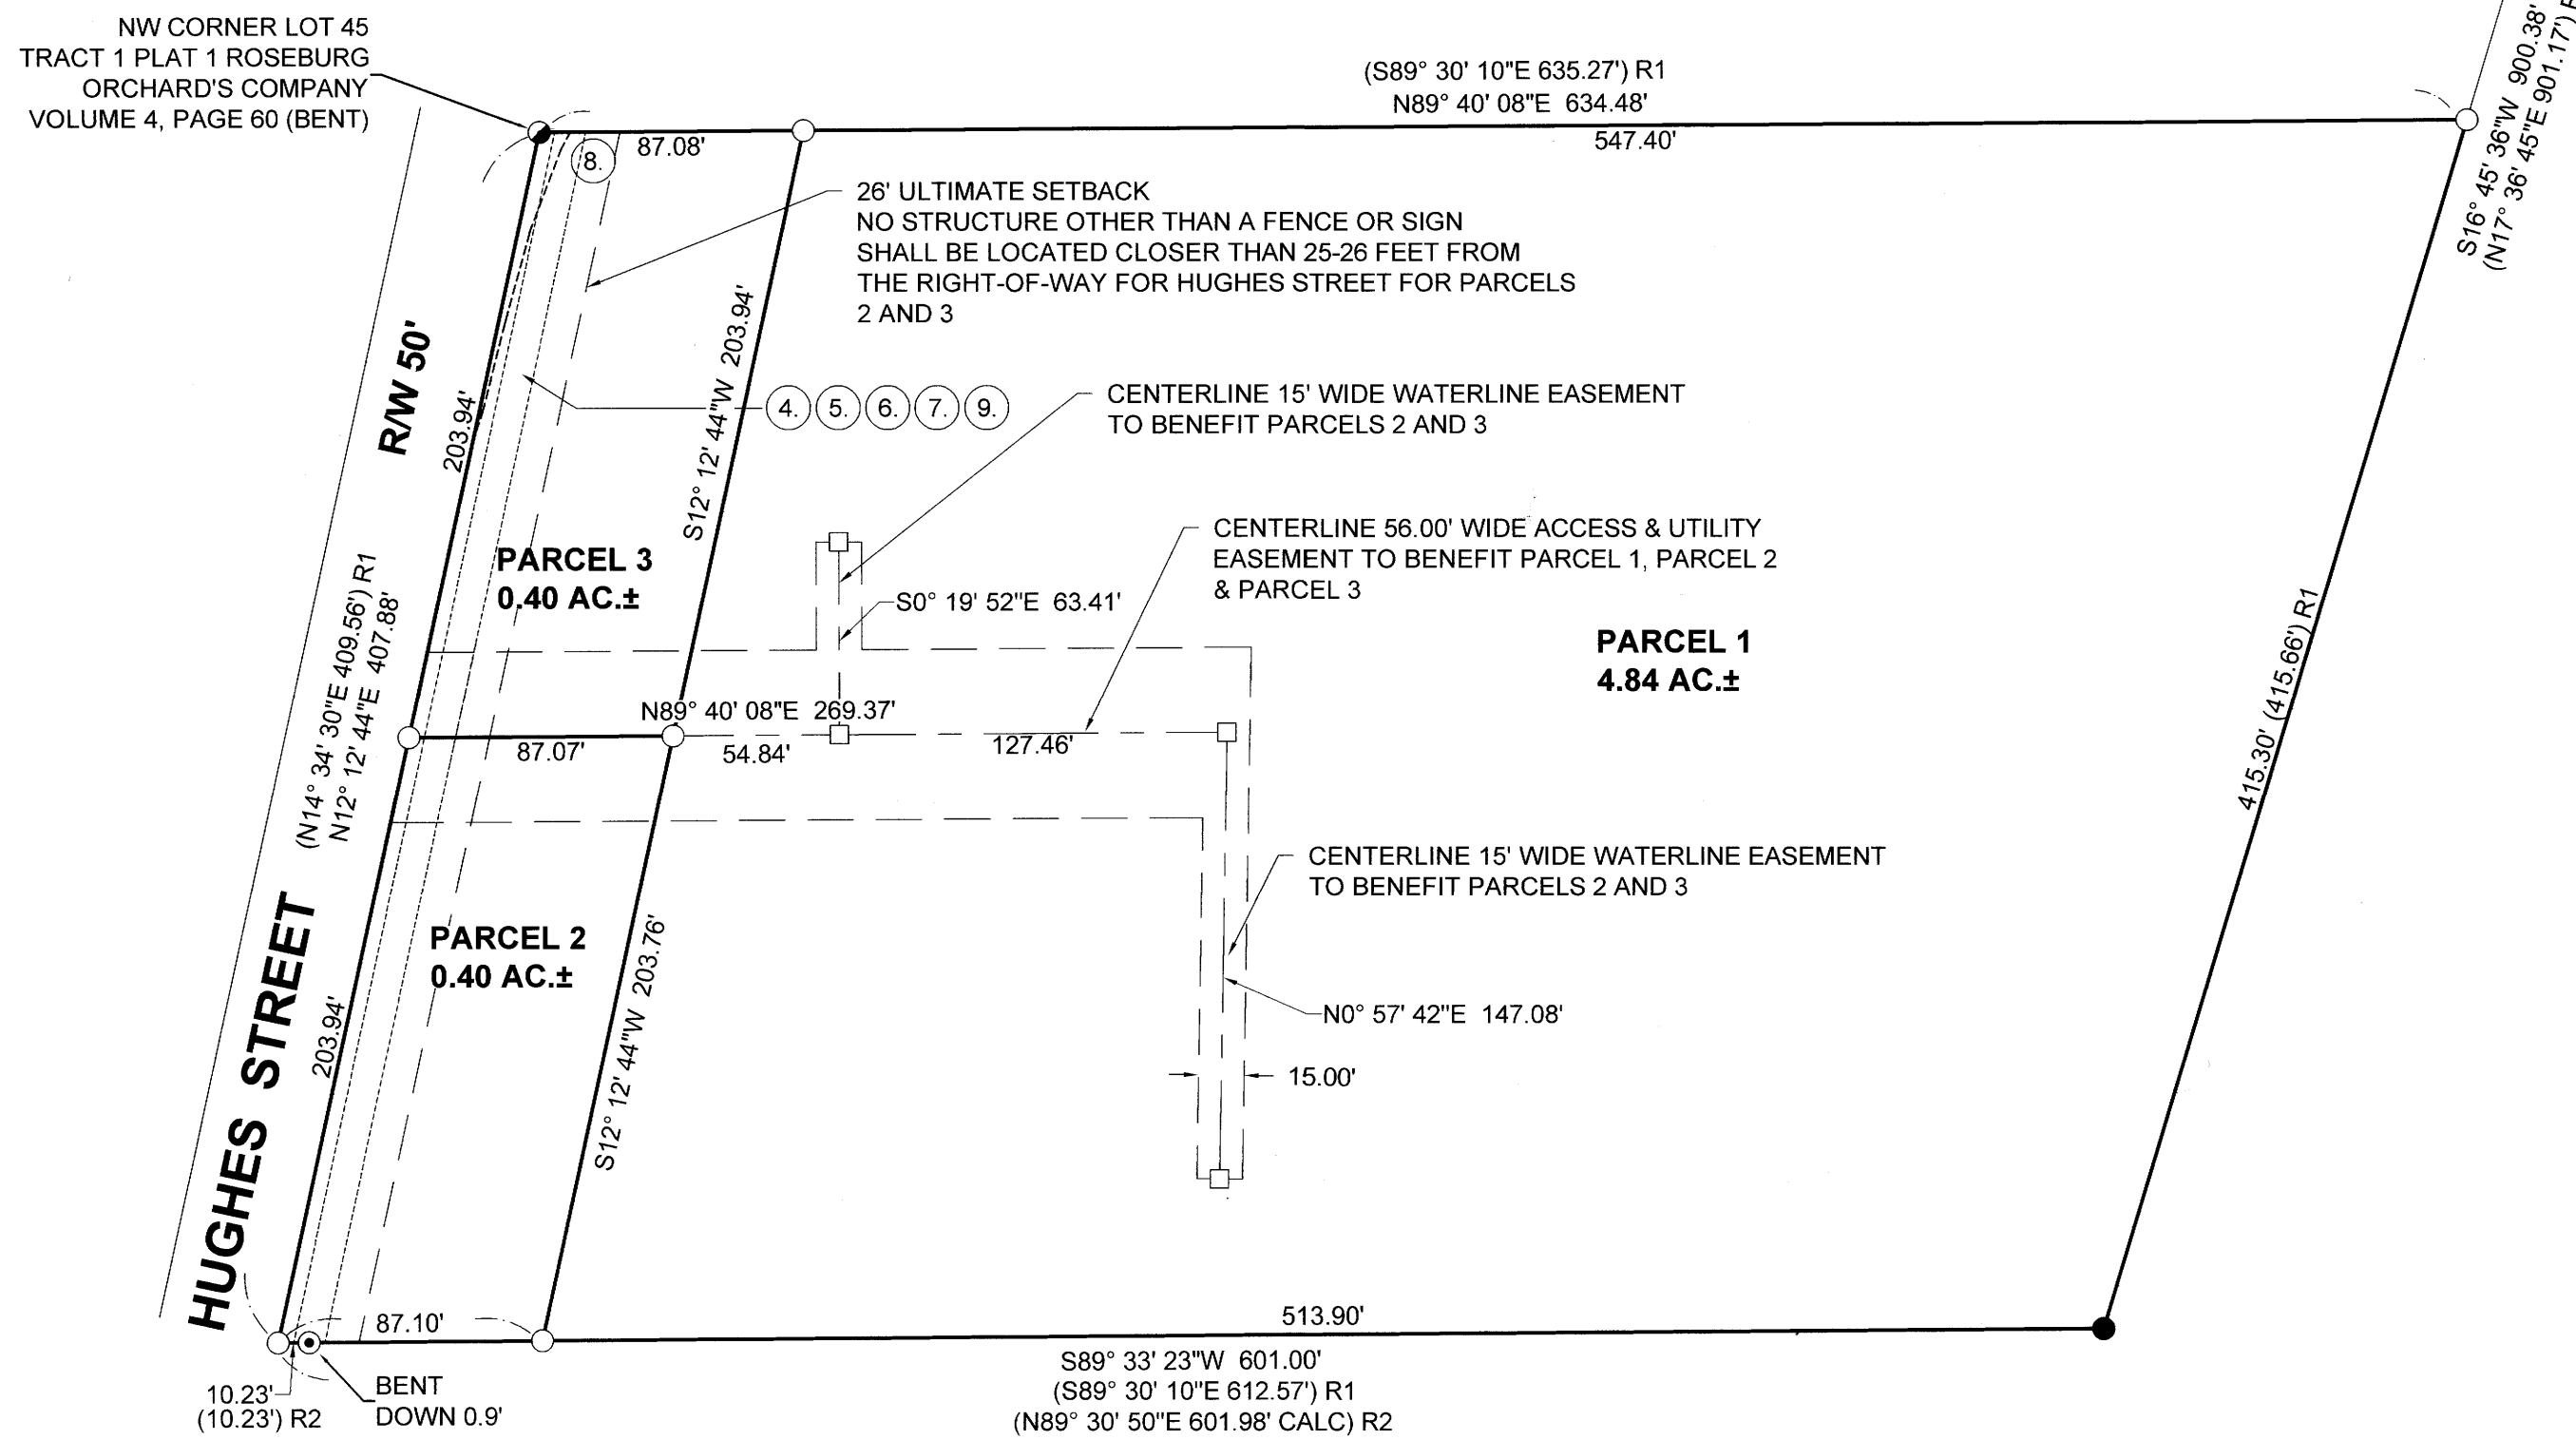 NW CORNER LOT 45
TRACT 1 PLAT 1 ROSEBURG
ORCHARD'S COMPANY
VOLUME 4, PAGE 60 (BENT)
(S89° 30' 10"E 635.27') R1
N89° 40' 08"E 634.48'
87.08'
547.40'
S16° 45' 36"W 900.38'
(N17° 36' 45"E 901.17')
8.
26' ULTIMATE SETBACK
NO STRUCTURE OTHER THAN A FENCE OR SIGN
SHALL BE LOCATED CLOSER THAN 25-26 FEET FROM
THE RIGHT-OF-WAY FOR HUGHES STREET FOR PARCELS
2 AND 3
R/W 50'
203.94'
S12° 12' 44"W 203.94'
4. 5. 6. 7. 9.
CENTERLINE 15' WIDE WATERLINE EASEMENT
TO BENEFIT PARCELS 2 AND 3
CENTERLINE 56.00' WIDE ACCESS & UTILITY
EASEMENT TO BENEFIT PARCEL 1, PARCEL 2
& PARCEL 3
PARCEL 3
0.40 AC.±
S0° 19' 52"E 63.41'
PARCEL 1
4.84 AC.±
415.30' (415.66') R1
(N14° 34' 30"E 409.56') R1
N12° 12' 44"E 407.88'
N89° 40' 08"E 269.37'
87.07'
54.84'
127.46'
CENTERLINE 15' WIDE WATERLINE EASEMENT
TO BENEFIT PARCELS 2 AND 3
PARCEL 2
0.40 AC.±
HUGHES STREET
203.94'
S12° 12' 44"W 203.76'
N0° 57' 42"E 147.08'
15.00'
87.10'
513.90'
10.23'
(10.23') R2
BENT
DOWN 0.9'
S89° 33' 23"W 601.00'
(S89° 30' 10"E 612.57') R1
(N89° 30' 50"E 601.98' CALC) R2